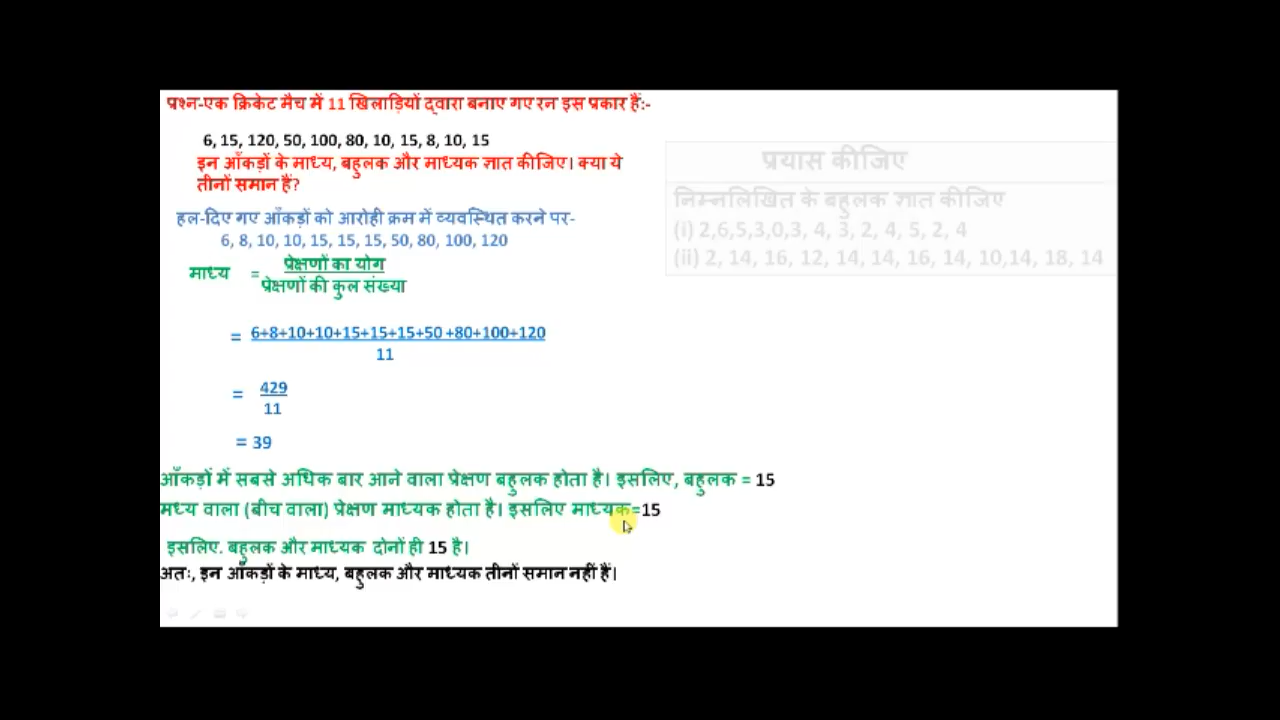 प्रश्न-एक क्रिकेट मैच में 11 खिलाड़ियों द्वारा बनाए गए रन इस प्रकार हैं:-
6, 15, 120, 50, 100, 80, 10, 15, 8, 10, 15
इन आँकड़ों के माध्य, बहुलक और माध्यक ज्ञात कीजिए। क्या ये
तीनों समान हैं?
हल-दिए गए आँकड़ों को आरोही क्रम में व्यवस्थित करने पर-
6, 8, 10, 10, 15, 15, 15, 50, 80, 100, 120
माध्य = प्रेक्षणों का योग
प्रेक्षणों की कुल संख्या
= 6+8+10+10+15+15+15+50 +80+100+120
11
= 429
11
= 39
आँकड़ों में सबसे अधिक बार आने वाला प्रेक्षण बहुलक होता है। इसलिए, बहुलक = 15
मध्य वाला (बीच वाला) प्रेक्षण माध्यक होता है। इसलिए माध्यक=15
इसलिए. बहुलक और माध्यक दोनों ही 15 है।
अतः, इन आँकड़ों के माध्य, बहुलक और माध्यक तीनों समान नहीं हैं।
प्रयास कीजिए
निम्नलिखित के बहुलक ज्ञात कीजिए
(i) 2,6,5,3,0,3, 4, 3, 2, 4, 5, 2, 4
(ii) 2, 14, 16, 12, 14, 14, 16, 14, 10,14, 18, 14